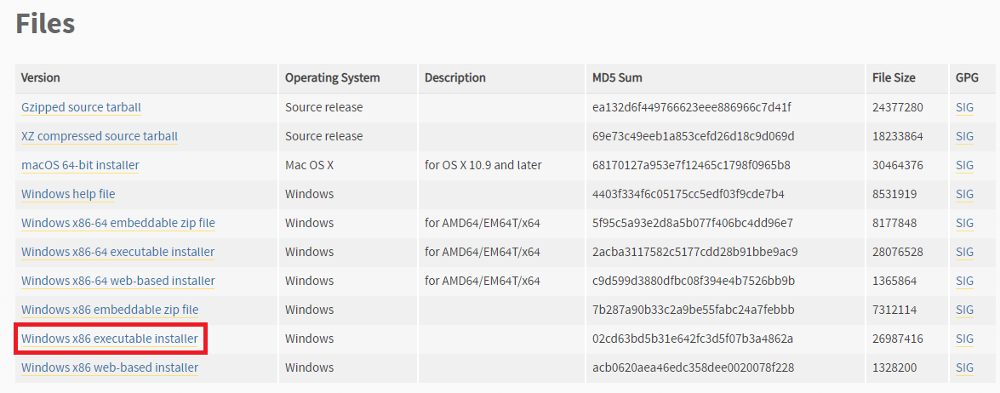 Files
Version Operating System Description MD5 Sum File Size GPG
Gzipped source tarball Source release ea132d6f449766623eee886966c7d41f 24377280 SIG
XZ compressed source tarball Source release 69e73c49eeb1a853cefd26d18c9d069d 18233864 SIG
macOS 64-bit installer Mac OS X for OS X 10.9 and later 68170127a953e7f12465c1798f0965b8 30464376 SIG
Windows help file Windows 4403f334f6c05175cc5edf03f9cde7b4 8531919 SIG
Windows x86-64 embeddable zip file Windows for AMD64/EM64T/x64 5f95c5a93e2d8a5b077f406bc4dd96e7 8177848 SIG
Windows x86-64 executable installer Windows for AMD64/EM64T/x64 2acba3117582c5177cdd28b91bbe9ac9 28076528 SIG
Windows x86-64 web-based installer Windows for AMD64/EM64T/x64 c9d599d3880dfbc08f394e4b7526bb9b 1365864 SIG
Windows x86 embeddable zip file Windows 7b287a90b33c2a9be55fabc24a7febbb 7312114 SIG
Windows x86 executable installer Windows 02cd63bd5b31e642fc3d5f07b3a4862a 26987416 SIG
Windows x86 web-based installer Windows acb0620aea46edc358dee0020078f228 1328200 SIG